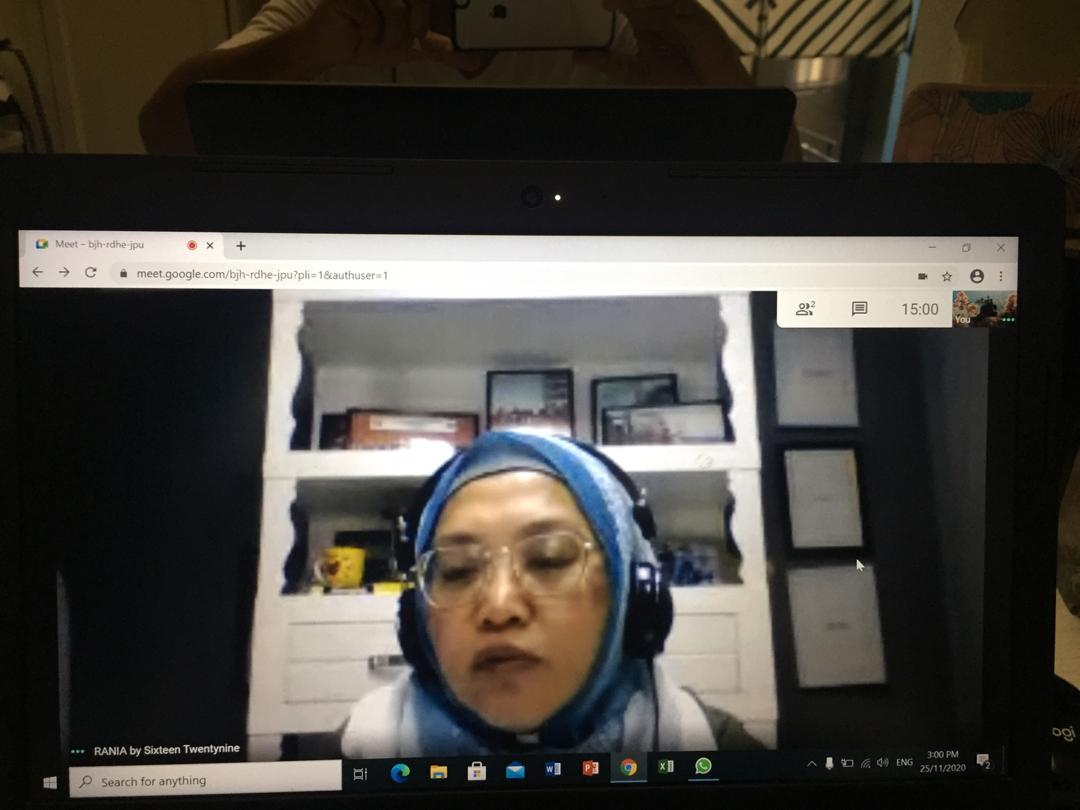 Meet – bjh-rdhe-jpu
meet.google.com/bjh-rdhe-jpu?pli=1&authuser=1
2
15:00
You
RANIA by Sixteen Twentynine
Search for anything
ENG
3:00 PM
25/11/2020
2